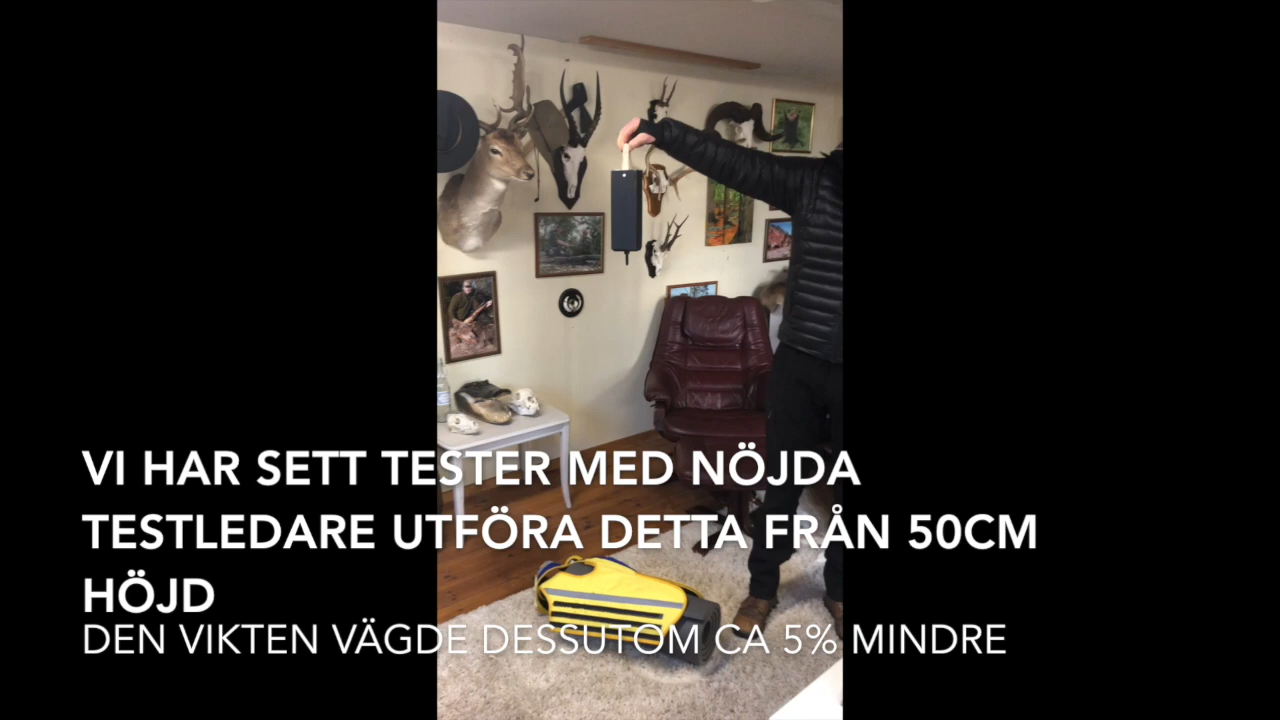 VI HAR SETT TESTER MED NÖJDA
TESTLEDARE UTFÖRA DETTA FRÅN 50CM
HÖJD
DEN VIKTEN VÄGDE DESSUTOM CA 5% MINDRE